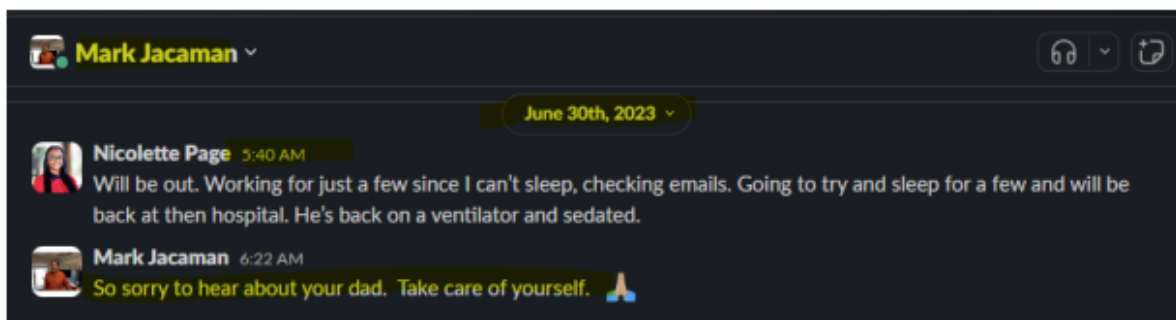 Mark Jacaman
June 30th, 2023
Nicolette Page 5:40 AM
Will be out. Working for just a few since I can't sleep, checking emails. Going to try and sleep for a few and will be
back at then hospital. He's back on a ventilator and sedated.
Mark Jacaman 6:22 AM
So sorry to hear about your dad. Take care of yourself. 🙏🏽